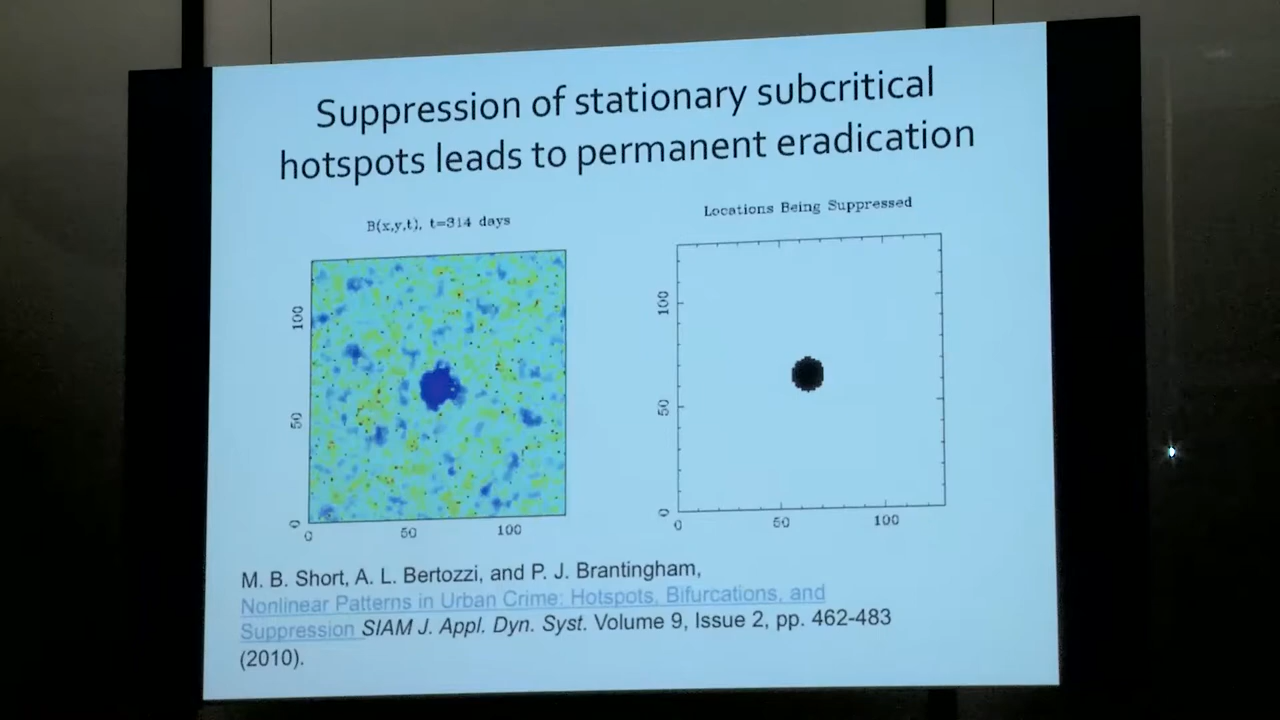 Suppression of stationary subcritical
hotspots leads to permanent eradication
B(x,y,t), t=314 days
Locations Being Suppressed
100
50
0
0 50 100
100
50
0
0 50 100
M. B. Short, A. L. Bertozzi, and P. J. Brantingham,
Nonlinear Patterns in Urban Crime: Hotspots, Bifurcations, and
Suppression SIAM J. Appl. Dyn. Syst. Volume 9, Issue 2, pp. 462-483
(2010).